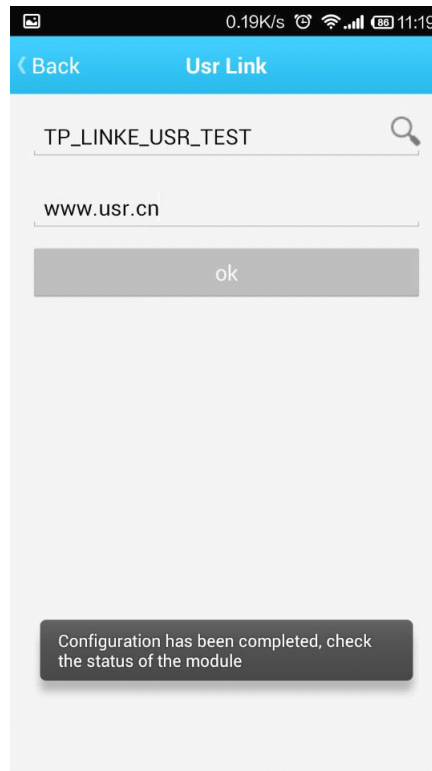 0.19K/s 86 11:19
Back Usr Link
TP_LINKE_USR_TEST
www.usr.cn
ok
Configuration has been completed, check
the status of the module